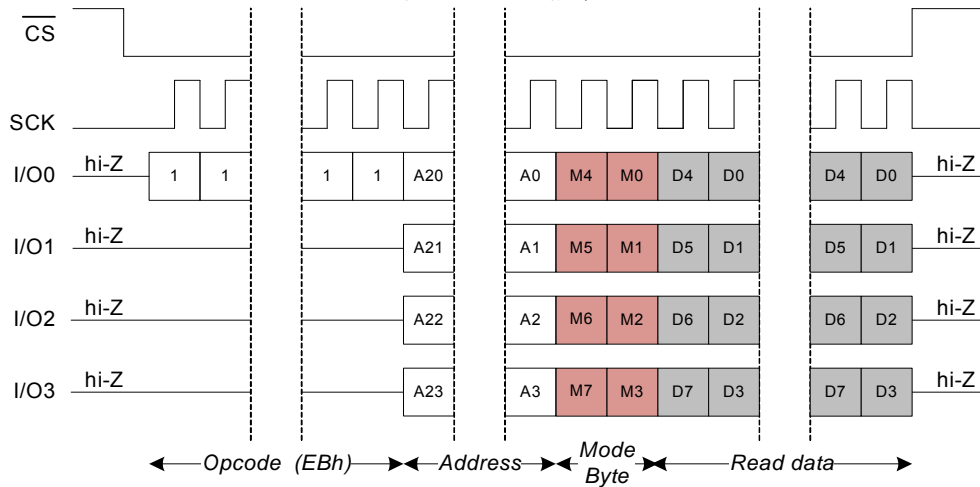 CS
SCK
I/O0 hi-Z 1 1 1 1 A20 A0 M4 M0 D4 D0 D4 D0 hi-Z
I/O1 hi-Z A21 A1 M5 M1 D5 D1 D5 D1 hi-Z
I/O2 hi-Z A22 A2 M6 M2 D6 D2 D6 D2 hi-Z
I/O3 hi-Z A23 A3 M7 M3 D7 D3 D7 D3 hi-Z
Opcode (EBh) Address Mode Byte Read data